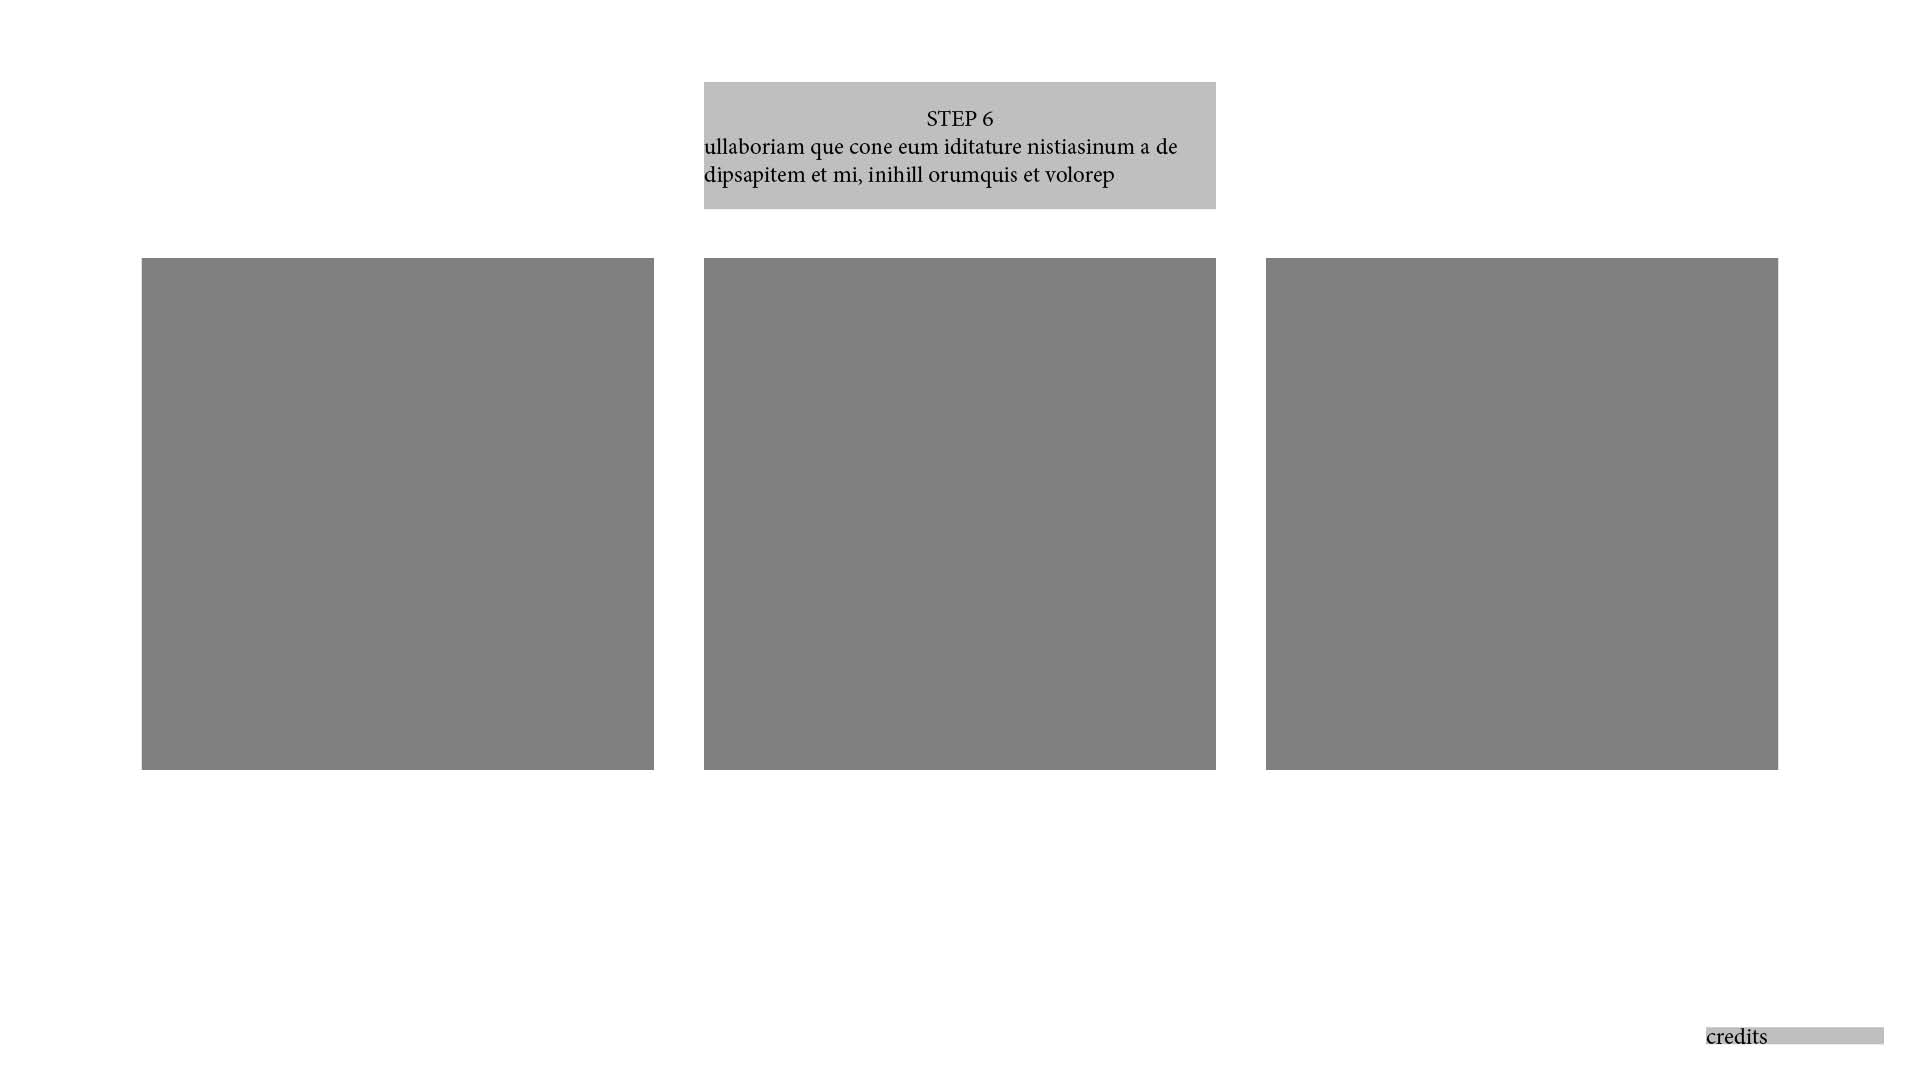 STEP 6
ullaboriam que cone eum iditature nistiasinum a de
dipsapitem et mi, inihill orumquis et volorep
credits